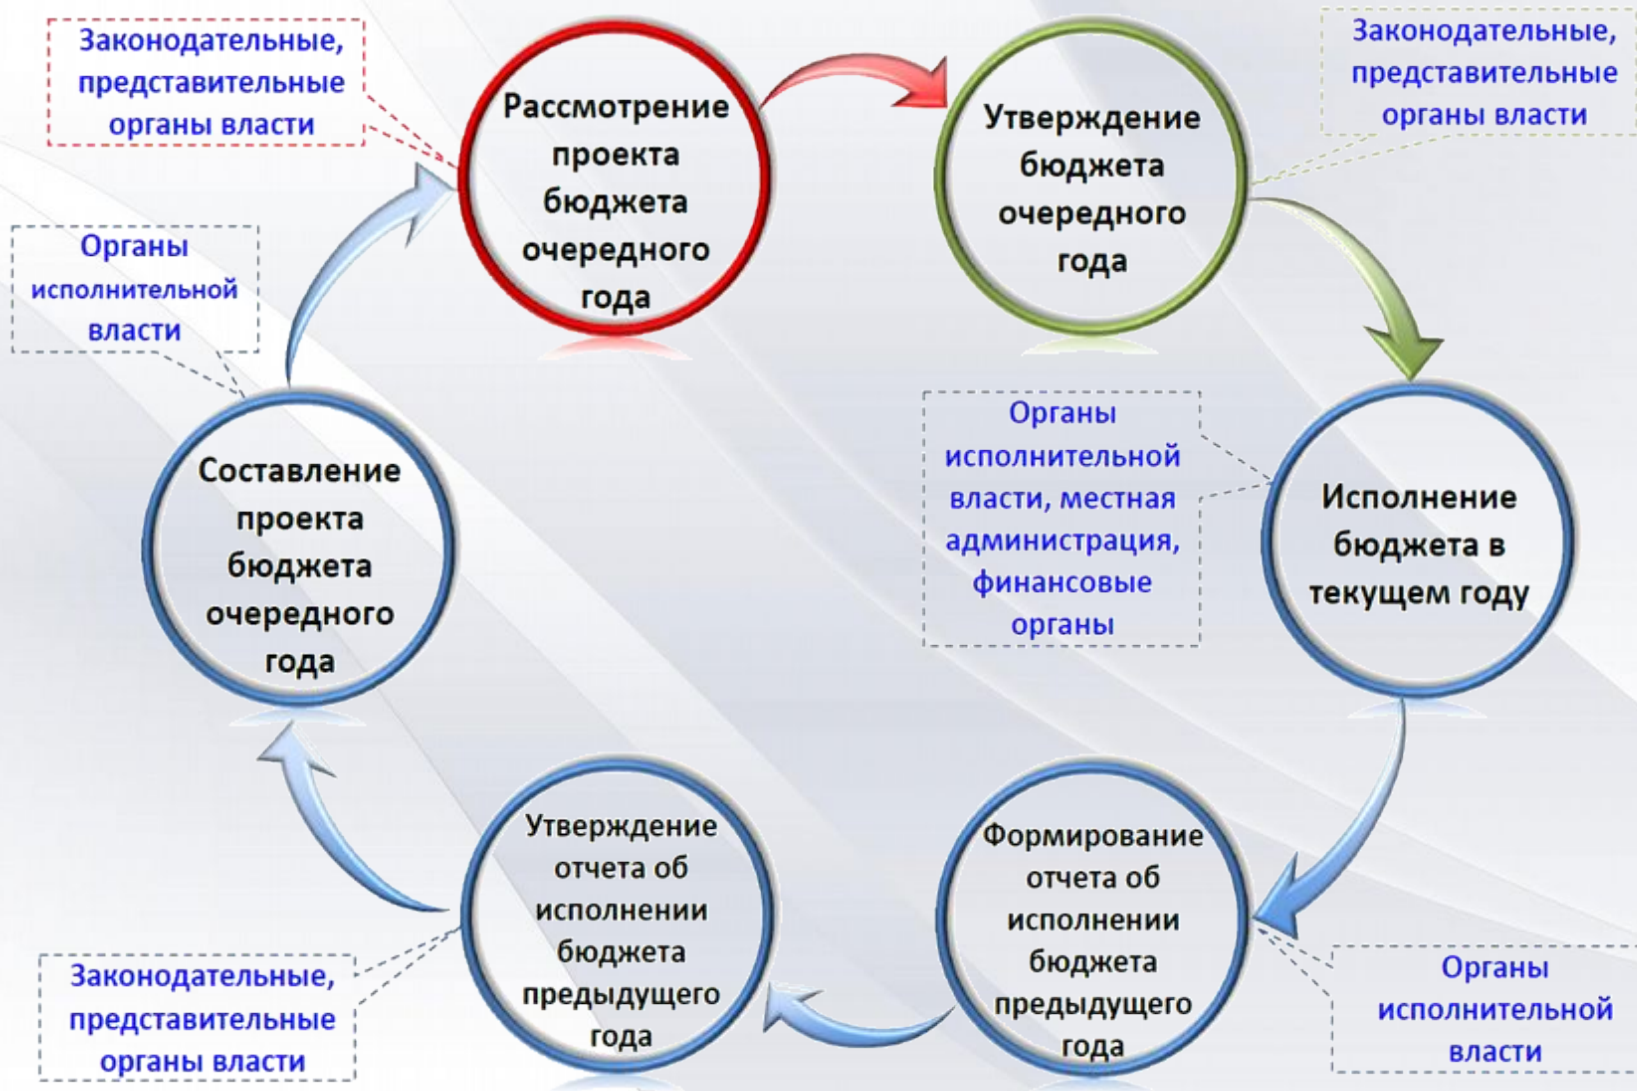 Законодательные,
представительные
органы власти
Рассмотрение
проекта
бюджета
очередного
года
Утверждение
бюджета
очередного
года
Законодательные,
представительные
органы власти
Органы
исполнительной
власти
Составление
проекта
бюджета
очередного
года
Органы
исполнительной
власти, местная
администрация,
финансовые
органы
Исполнение
бюджета в
текущем году
Утверждение
отчета об
исполнении
бюджета
предыдущего
года
Формирование
отчета об
исполнении
бюджета
предыдущего
года
Законодательные,
представительные
органы власти
Органы
исполнительной
власти